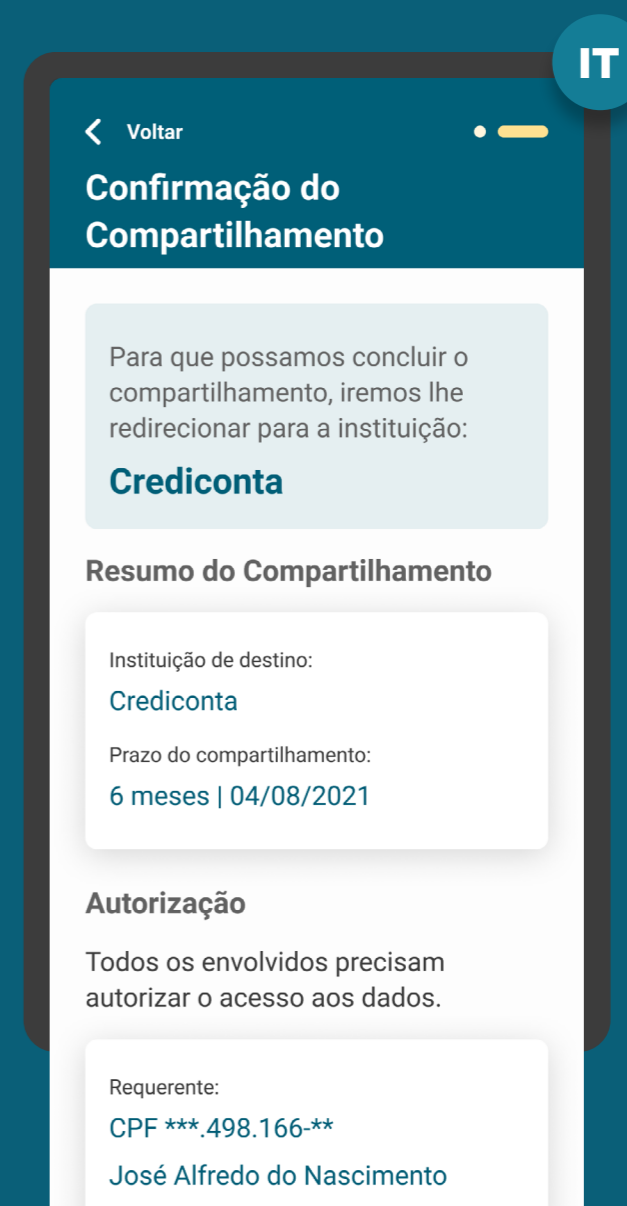 IT
Voltar
Confirmação do
Compartilhamento
Para que possamos concluir o
compartilhamento, iremos lhe
redirecionar para a instituição:
Crediconta
Resumo do Compartilhamento
Instituição de destino:
Crediconta
Prazo do compartilhamento:
6 meses | 04/08/2021
Autorização
Todos os envolvidos precisam
autorizar o acesso aos dados.
Requerente:
CPF ***.498.166-**
José Alfredo do Nascimento